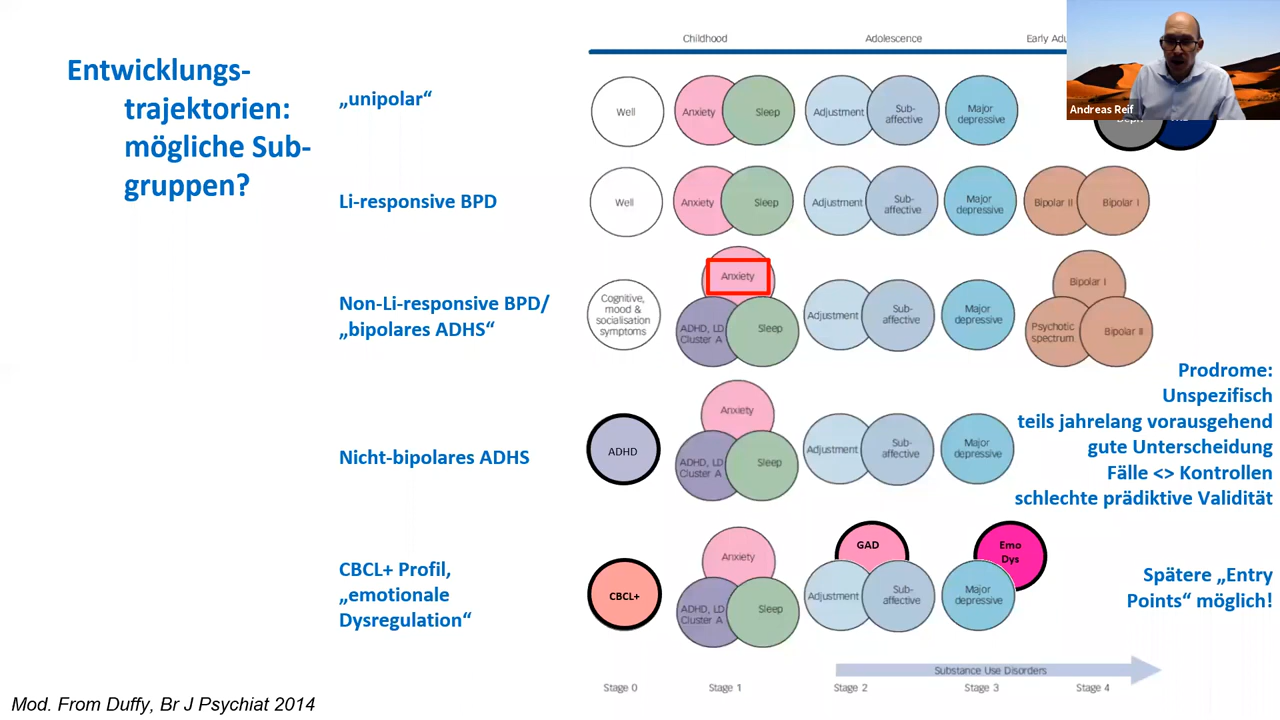 Entwicklungs-
trajektorien:
mögliche Sub-
gruppen?
Childhood
Adolescence
Early Adu
Andreas Reif
„unipolar“
Well
Anxiety
Sleep
Adjustment
Sub-
affective
Major
depressive
Li-responsive BPD
Well
Anxiety
Sleep
Adjustment
Sub-
affective
Major
depressive
Bipolar II
Bipolar I
Non-Li-responsive BPD/
„bipolares ADHS“
Cognitive,
mood &
socialisation
symptoms
Anxiety
ADHD, LD
Cluster A
Sleep
Adjustment
Sub-
affective
Major
depressive
Bipolar I
Psychotic
spectrum
Bipolar II
Prodrome:
Unspezifisch
teils jahrelang vorausgehend
gute Unterscheidung
Fälle <> Kontrollen
schlechte prädiktive Validität
Nicht-bipolares ADHS
ADHD
Anxiety
ADHD, LD
Cluster A
Sleep
Adjustment
Sub-
affective
Major
depressive
CBCL+ Profil,
„emotionale
Dysregulation“
CBCL+
Anxiety
ADHD, LD
Cluster A
Sleep
GAD
Adjustment
Sub-
affective
Emo
Dys
Major
depressive
Spätere „Entry
Points“ möglich!
Substance Use Disorders
Stage 0
Stage 1
Stage 2
Stage 3
Stage 4
Mod. From Duffy, Br J Psychiat 2014